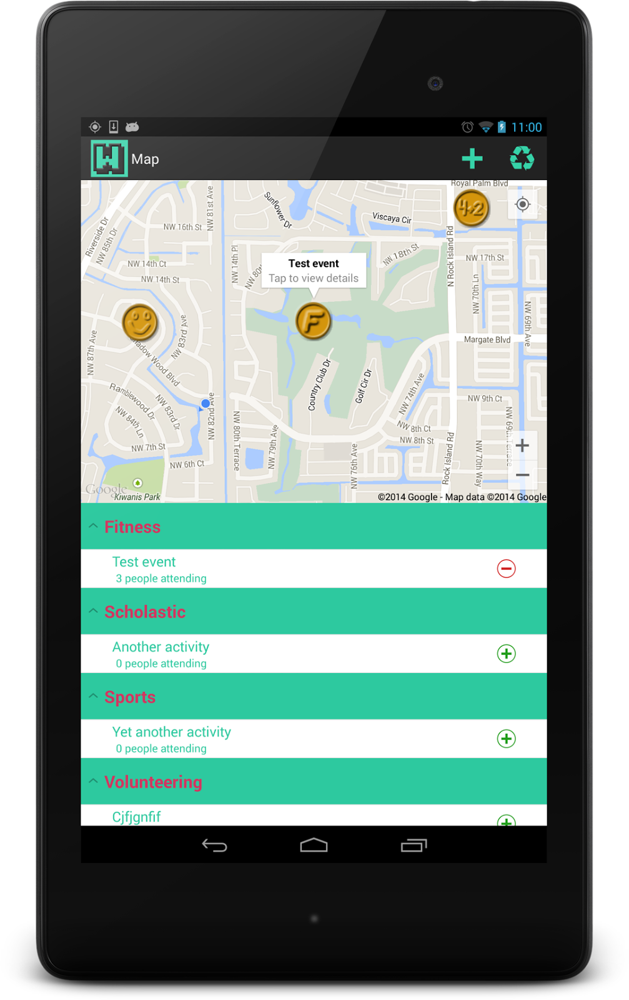 11:00
W Map
Royal Palm Blvd
4+2
Sunflower Dr
Viscaya Cir
NW 81st Ave
NW 16th St
Riverside Dr
NW 85th Dr
NW 14th Pl
NW 18th St
N Rock Island Rd
NW 17th St
NW 14th Ct
NW 14th St
NW 80th
Test event
Tap to view details
NW 70th Ln
NW 69th Ave
F
NW 87th Ave
NW 83rd Ave
Margate Blvd
Meadow Wood Blvd
Country Club Dr
Golf Cir Dr
NW 74th Ave
Ramblewood Dr
NW 83rd Dr
NW 84th Ln
NW 82nd Ave
NW 9th Ct
NW 80th Terrace
NW 79th Ave
NW 8th Ct
NW 8th St
NW 69th Terrace
NW 7th St
NW 6th Ct
NW 76th Ave
Rock Island Rd
NW 70th Way
Google
Kiwanis Park
©2014 Google - Map data ©2014 Google
Fitness
Test event
3 people attending
Scholastic
Another activity
0 people attending
Sports
Yet another activity
0 people attending
Volunteering
Cjfjgnfif